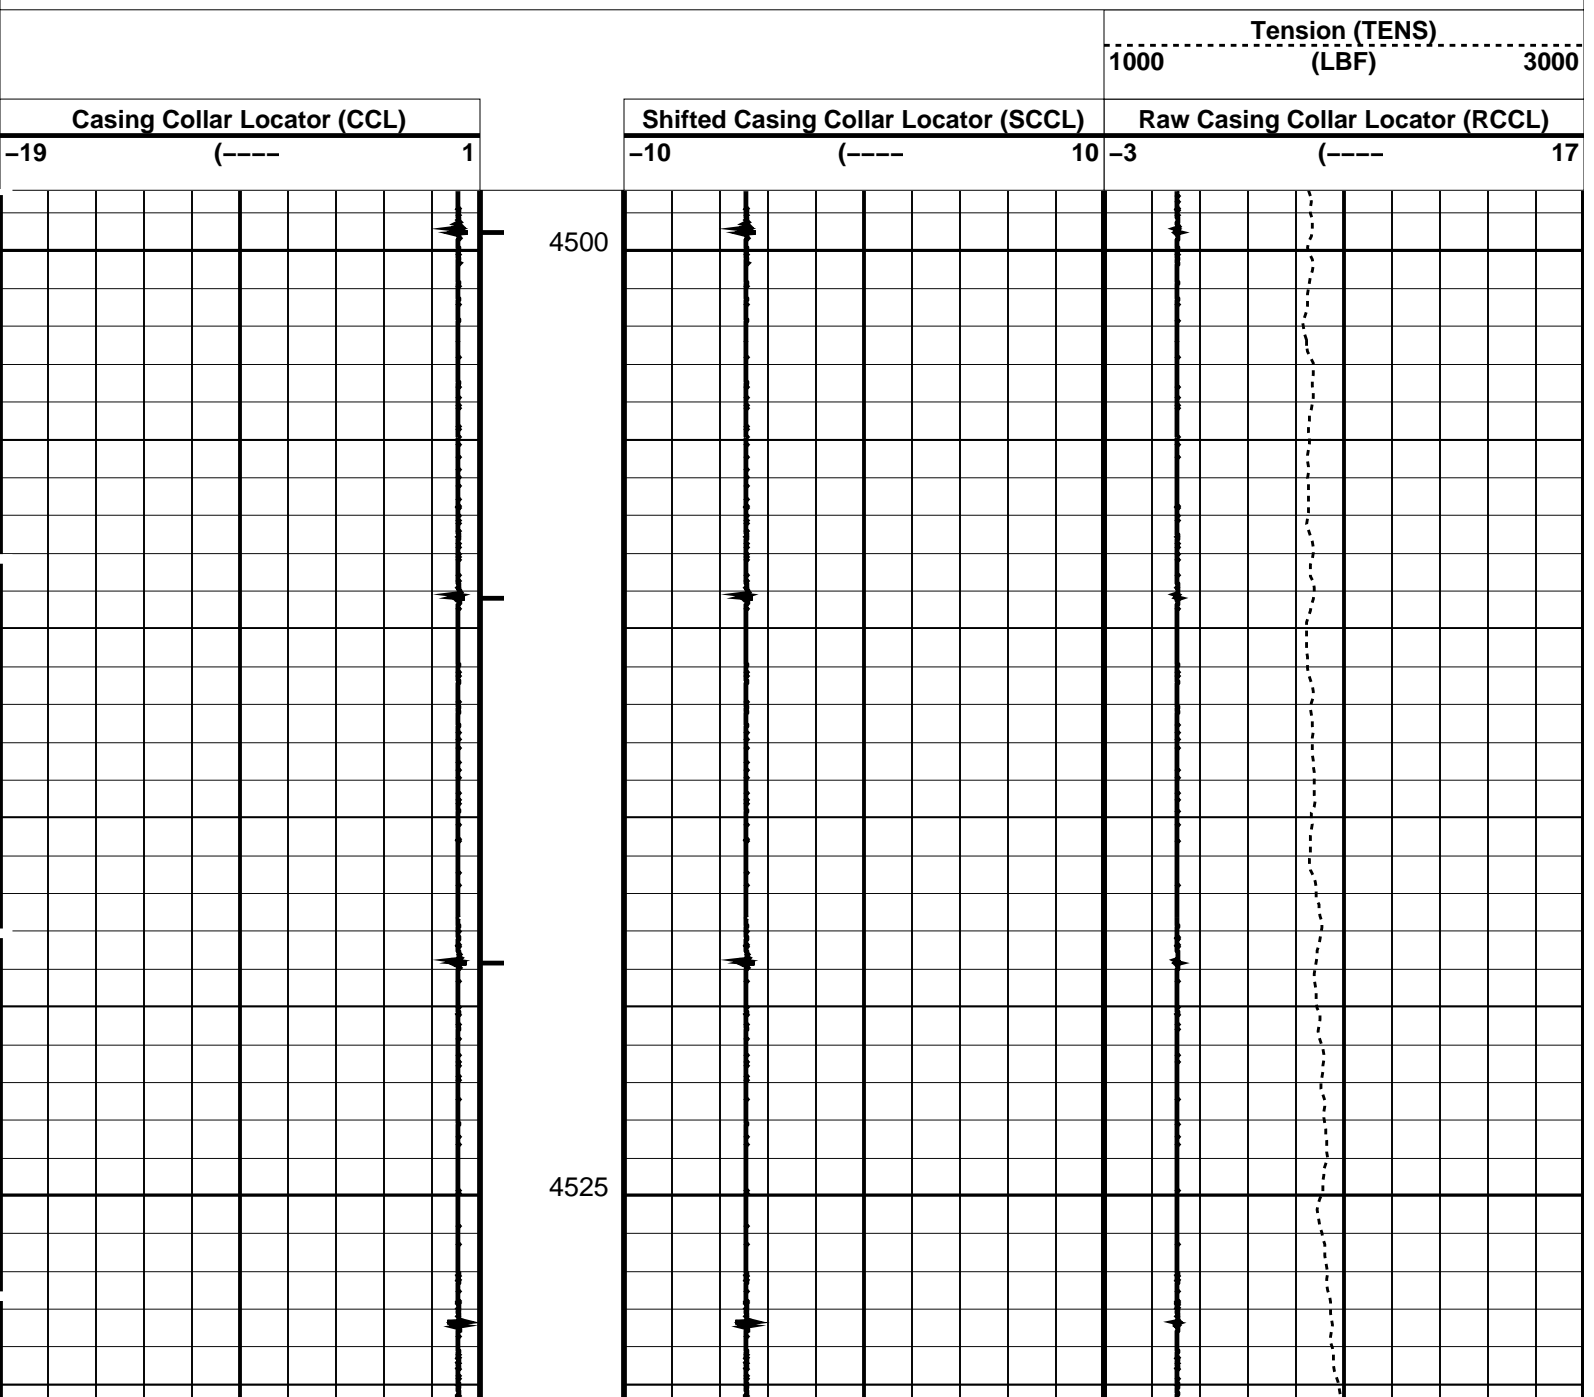 Tension (TENS)
1000 (LBF) 3000
Casing Collar Locator (CCL) Shifted Casing Collar Locator (SCCL) Raw Casing Collar Locator (RCCL)
−19 (−−−− 1 −10 (−−−− 10 −3 (−−−− 17
4500
4525